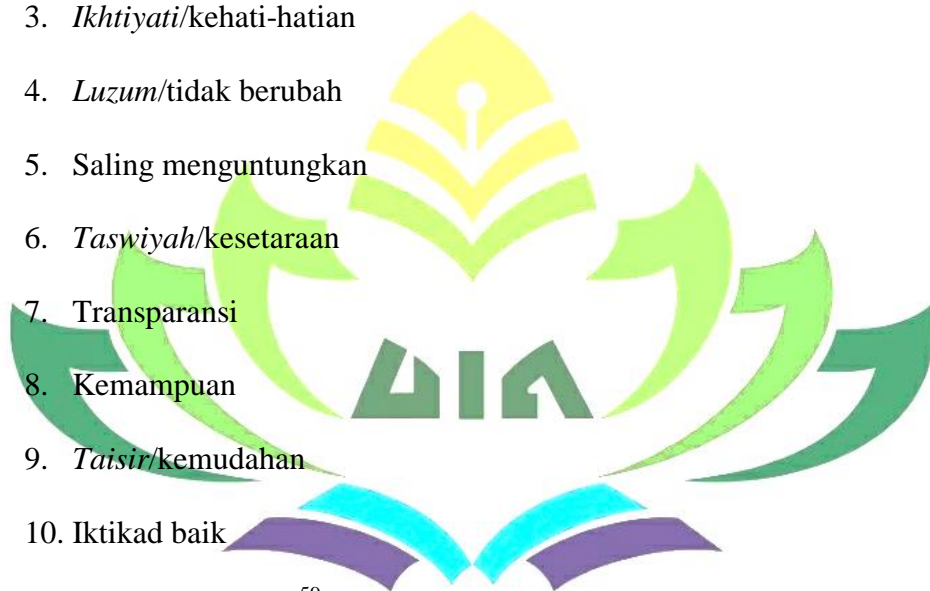 3. Ikhtiyati/kehati-hatian
4. Luzum/tidak berubah
5. Saling menguntungkan
6. Taswiyah/kesetaraan
7. Transparansi
8. Kemampuan
9. Taisir/kemudahan
10. Iktikad baik